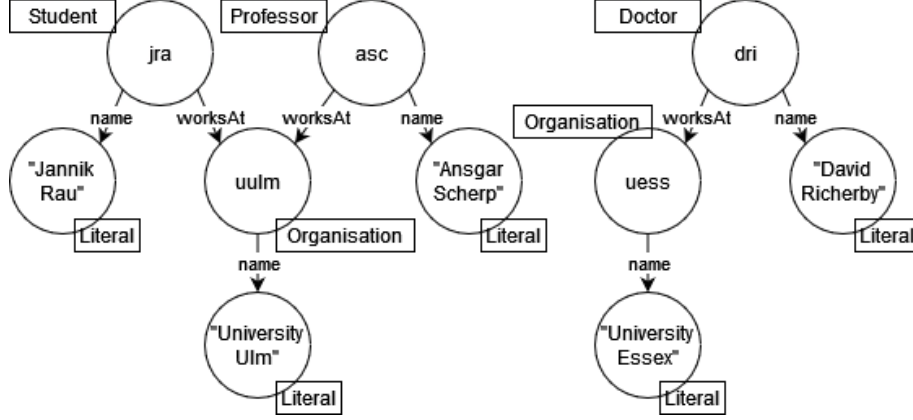 Student
Professor
Doctor
jra
asc
dri
name
worksAt
worksAt
name
Organisation
worksAt
name
"Jannik
Rau"
uulm
"Ansgar
Scherp"
uess
"David
Richerby"
Literal
Organisation
Literal
Literal
name
name
"University
Ulm"
"University
Essex"
Literal
Literal